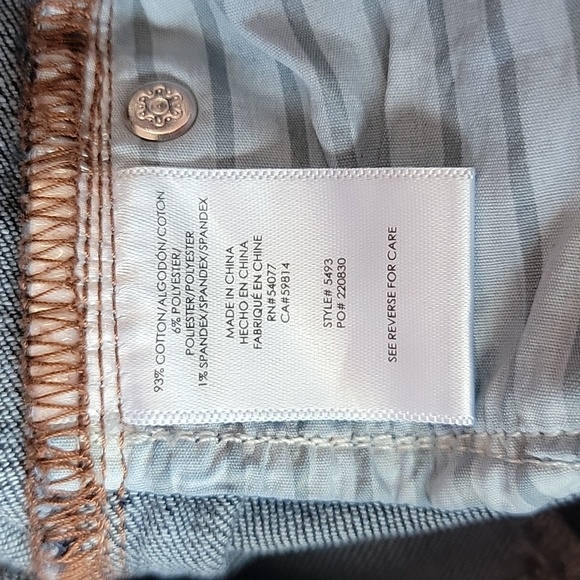 93% COTTON/ALGODÓN/COTON
6% POLYESTER/
POLIESTER/POLYESTER
1% SPANDEX/SPANDEX/SPANDEX
MADE IN CHINA
HECHO EN CHINA
FABRIQUÉ EN CHINE
RN#54077
CA#59814
STYLE# 5493
PO# 220830
SEE REVERSE FOR CARE